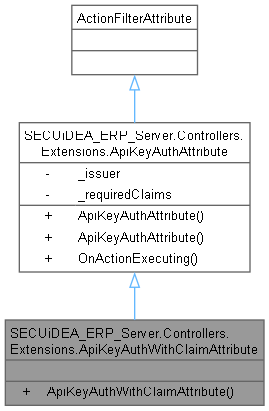 ActionFilterAttribute
SECUiDEA_ERP_Server.Controllers.
Extensions.ApiKeyAuthAttribute
- _issuer
- _requiredClaims
+ ApiKeyAuthAttribute()
+ ApiKeyAuthAttribute()
+ OnActionExecuting()
SECUiDEA_ERP_Server.Controllers.
Extensions.ApiKeyAuthWithClaimAttribute
+ ApiKeyAuthWithClaimAttribute()